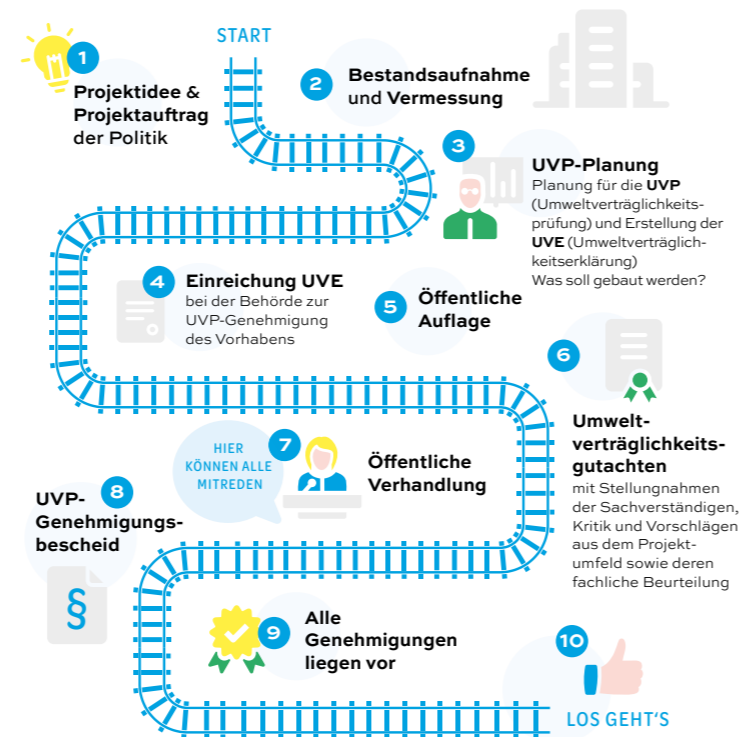 START
1
Projektidee &
Projektauftrag
der Politik
2
Bestandsaufnahme
und Vermessung
3
UVP-Planung
Planung für die UVP
(Umweltverträglichkeits-
prüfung) und Erstellung der
UVE (Umweltverträglich-
keitserklärung)
Was soll gebaut werden?
4
Einreichung UVE
bei der Behörde zur
UVP-Genehmigung
des Vorhabens
5
Öffentliche
Auflage
6
Umwelt-
verträglichkeits-
gutachten
mit Stellungnahmen
der Sachverständigen,
Kritik und Vorschlägen
aus dem Projekt-
umfeld sowie deren
fachliche Beurteilung
HIER
KÖNNEN ALLE
MITREDEN
7
Öffentliche
Verhandlung
8
UVP-
Genehmigungs-
bescheid
§
9
Alle
Genehmigungen
liegen vor
10
LOS GEHT'S